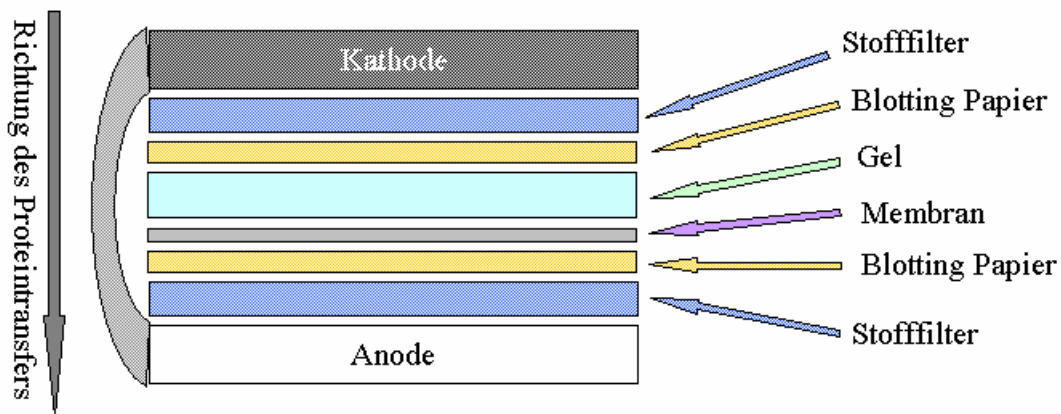 Richtung des Proteintransfers
Kathode
Stofffilter
Blotting Papier
Gel
Membran
Blotting Papier
Stofffilter
Anode